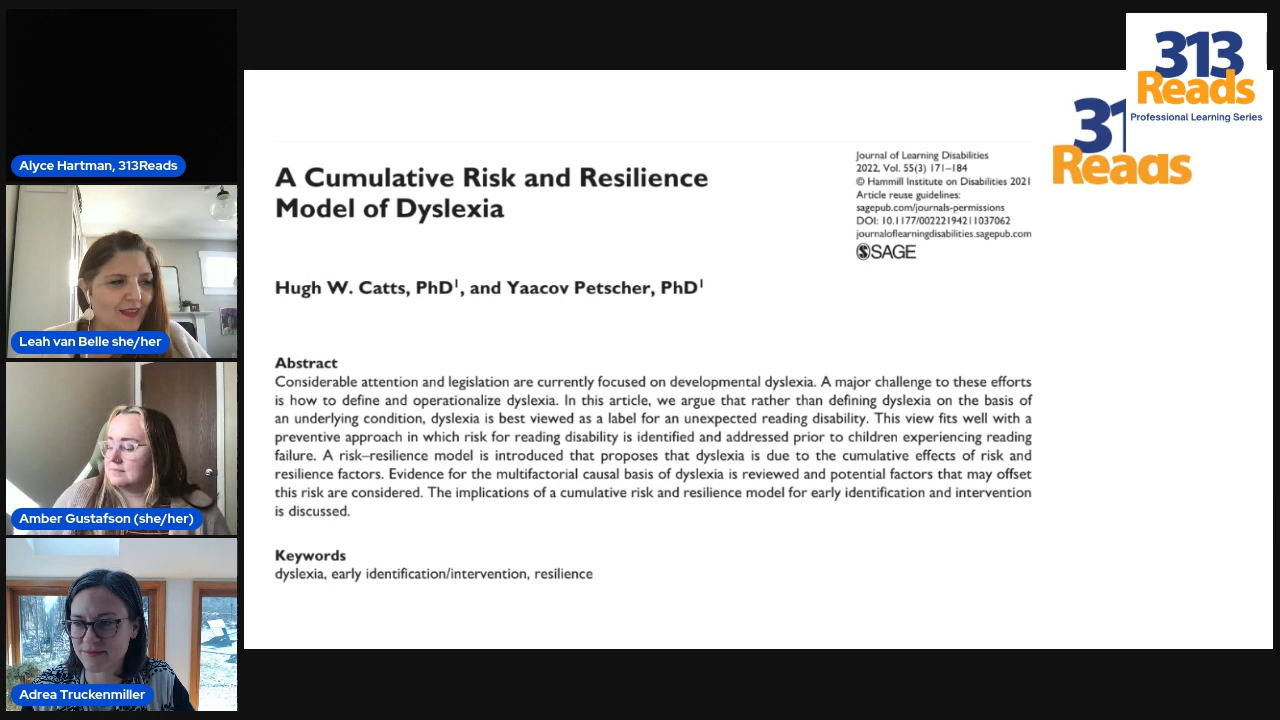 Alyce Hartman, 313Reads
Leah van Belle she/her
Amber Gustafson (she/her)
Adrea Truckenmiller
313
Reads
Professional Learning Series
31
Reads
A Cumulative Risk and Resilience
Model of Dyslexia
Journal of Learning Disabilities
2022, Vol. 55(3) 171–184
© Hammill Institute on Disabilities 2021
Article reuse guidelines:
sagepub.com/journals-permissions
DOI: 10.1177/00222194211037062
journaloflearningdisabilities.sagepub.com
SAGE
Hugh W. Catts, PhD¹, and Yaacov Petscher, PhD¹
Abstract
Considerable attention and legislation are currently focused on developmental dyslexia. A major challenge to these efforts
is how to define and operationalize dyslexia. In this article, we argue that rather than defining dyslexia on the basis of
an underlying condition, dyslexia is best viewed as a label for an unexpected reading disability. This view fits well with a
preventive approach in which risk for reading disability is identified and addressed prior to children experiencing reading
failure. A risk–resilience model is introduced that proposes that dyslexia is due to the cumulative effects of risk and
resilience factors. Evidence for the multifactorial causal basis of dyslexia is reviewed and potential factors that may offset
this risk are considered. The implications of a cumulative risk and resilience model for early identification and intervention
is discussed.
Keywords
dyslexia, early identification/intervention, resilience